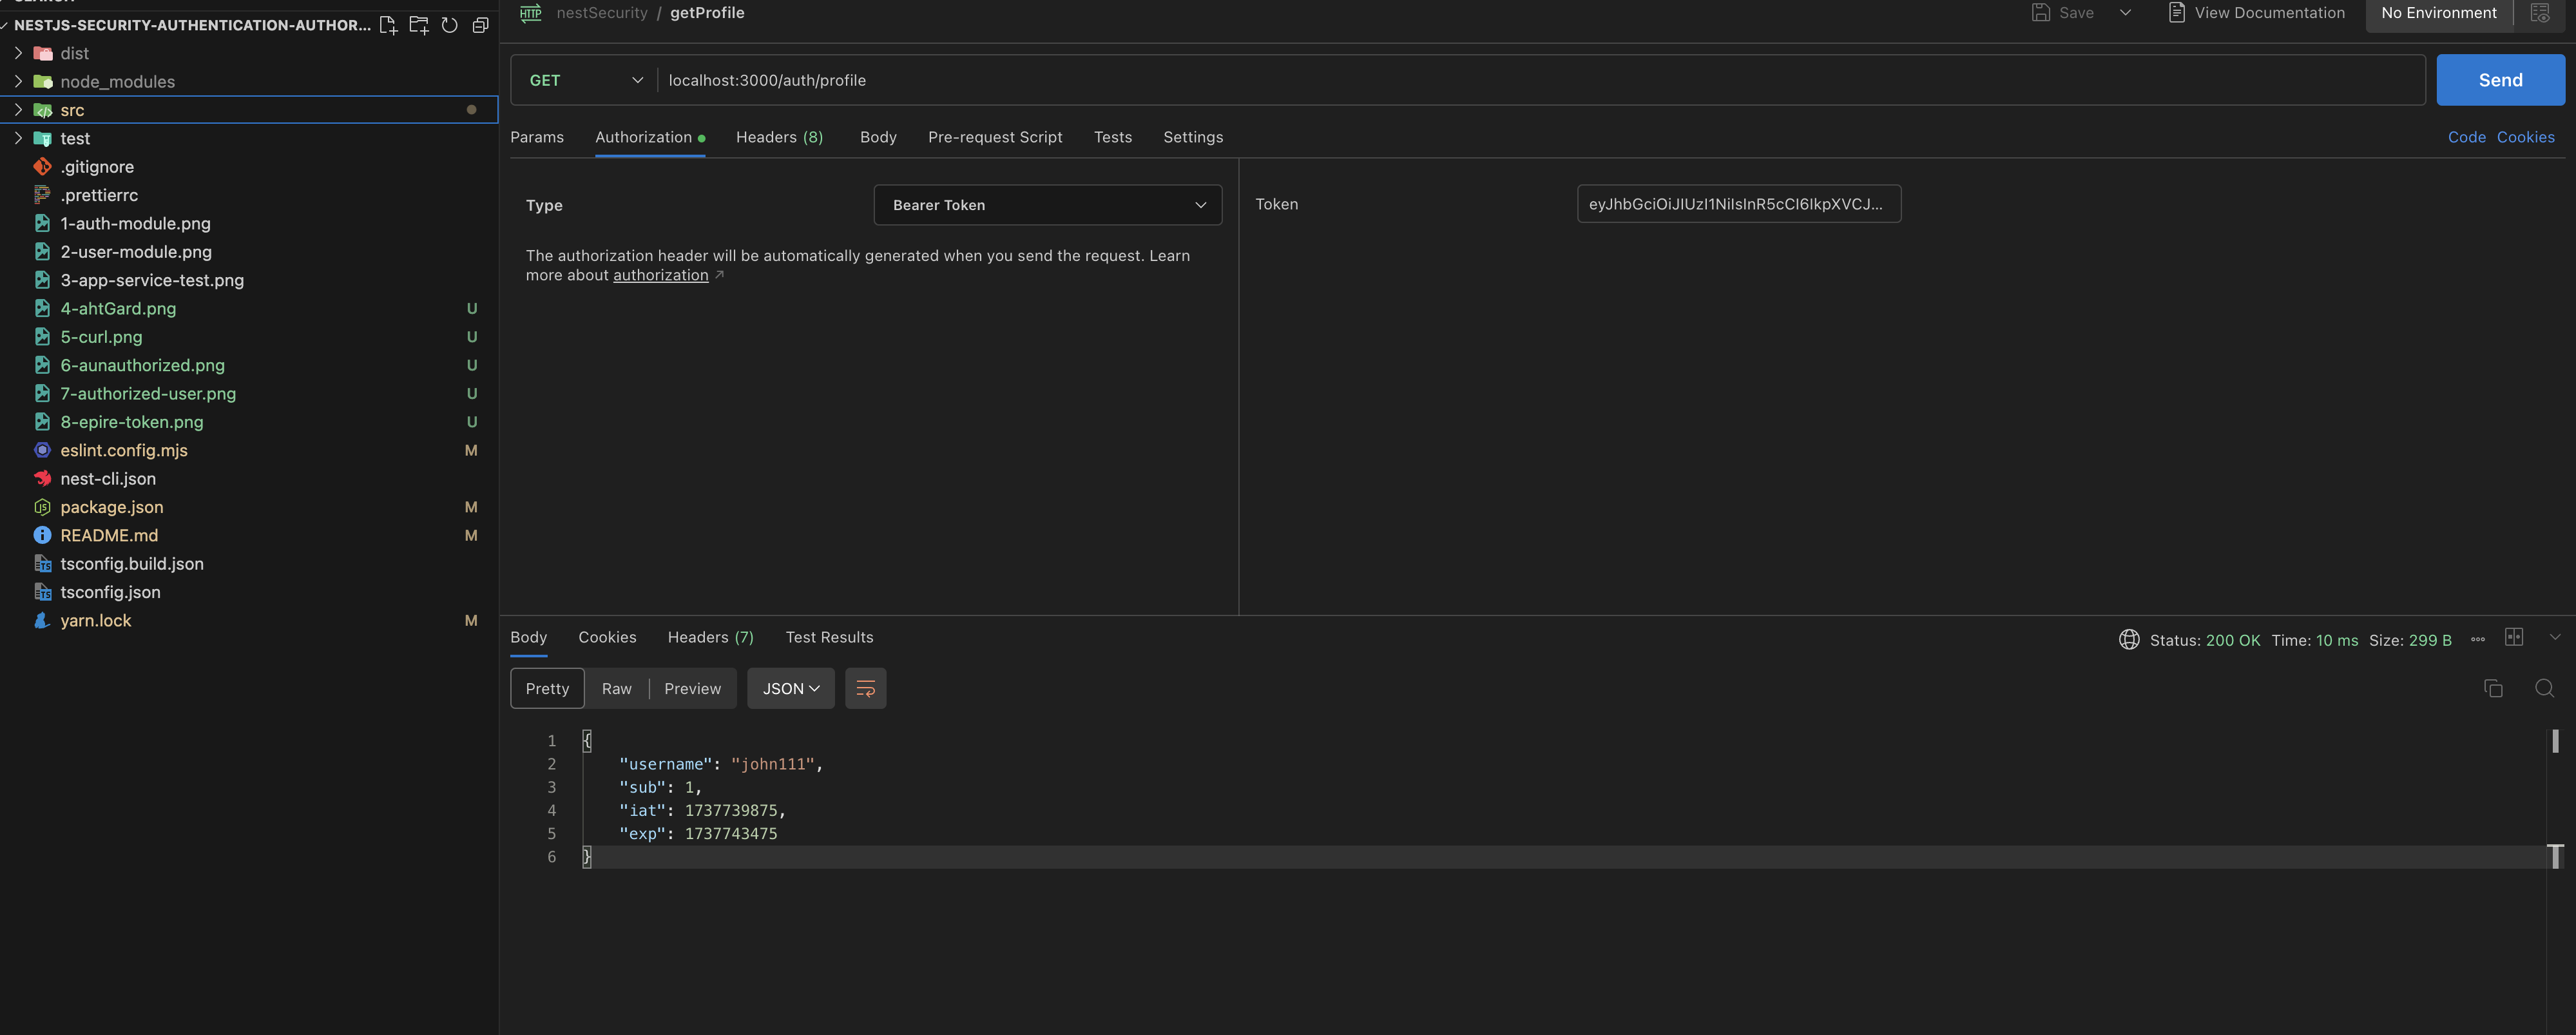 NESTJS-SECURITY-AUTHENTICATION-AUTHOR...
dist
node_modules
src
test
.gitignore
.prettierrc
1-auth-module.png
2-user-module.png
3-app-service-test.png
4-ahtGard.png U
5-curl.png U
6-aunauthorized.png U
7-authorized-user.png U
8-epire-token.png U
eslint.config.mjs M
nest-cli.json
package.json M
README.md M
tsconfig.build.json
tsconfig.json
yarn.lock M
HTTP nestSecurity / getProfile Save View Documentation No Environment
GET localhost:3000/auth/profile Send
Params Authorization Headers (8) Body Pre-request Script Tests Settings Code Cookies
Type Bearer Token Token eyJhbGciOiJIUzI1NiIsInR5cCI6IkpXVCJ...
The authorization header will be automatically generated when you send the request. Learn
more about authorization ↗
Body Cookies Headers (7) Test Results Status: 200 OK Time: 10 ms Size: 299 B
Pretty Raw Preview JSON
1 {
2 "username": "john111",
3 "sub": 1,
4 "iat": 1737739875,
5 "exp": 1737743475
6 }